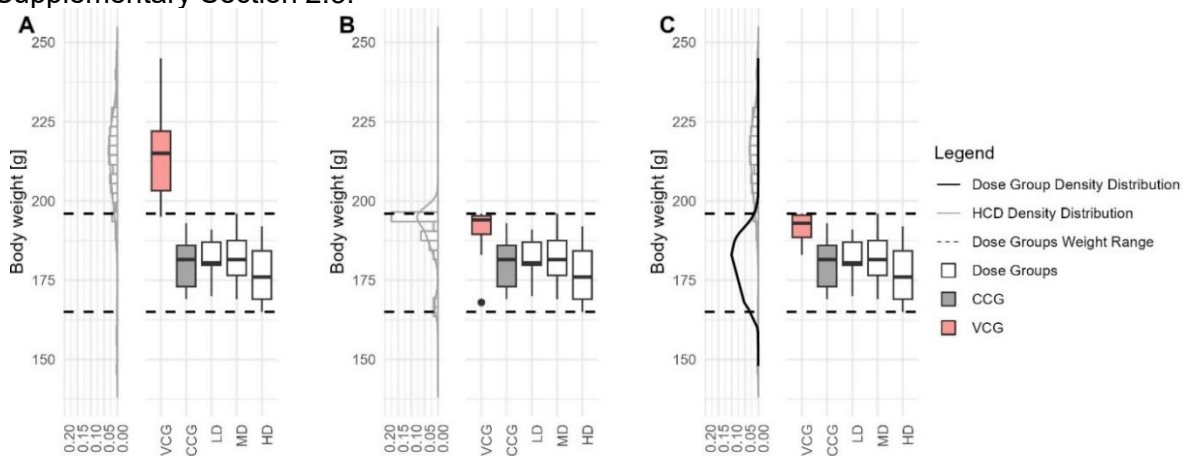 Supplementary Section 2.3.
A
B
C
Body weight [g]
250
225
200
175
150
0.20
0.15
0.10
0.05
0.00
VCG
CCG
LD
MD
HD
Body weight [g]
250
225
200
175
150
0.20
0.15
0.10
0.05
0.00
VCG
CCG
LD
MD
HD
Body weight [g]
250
225
200
175
150
0.20
0.15
0.10
0.05
0.00
VCG
CCG
LD
MD
HD
Legend
Dose Group Density Distribution
HCD Density Distribution
Dose Groups Weight Range
Dose Groups
CCG
VCG